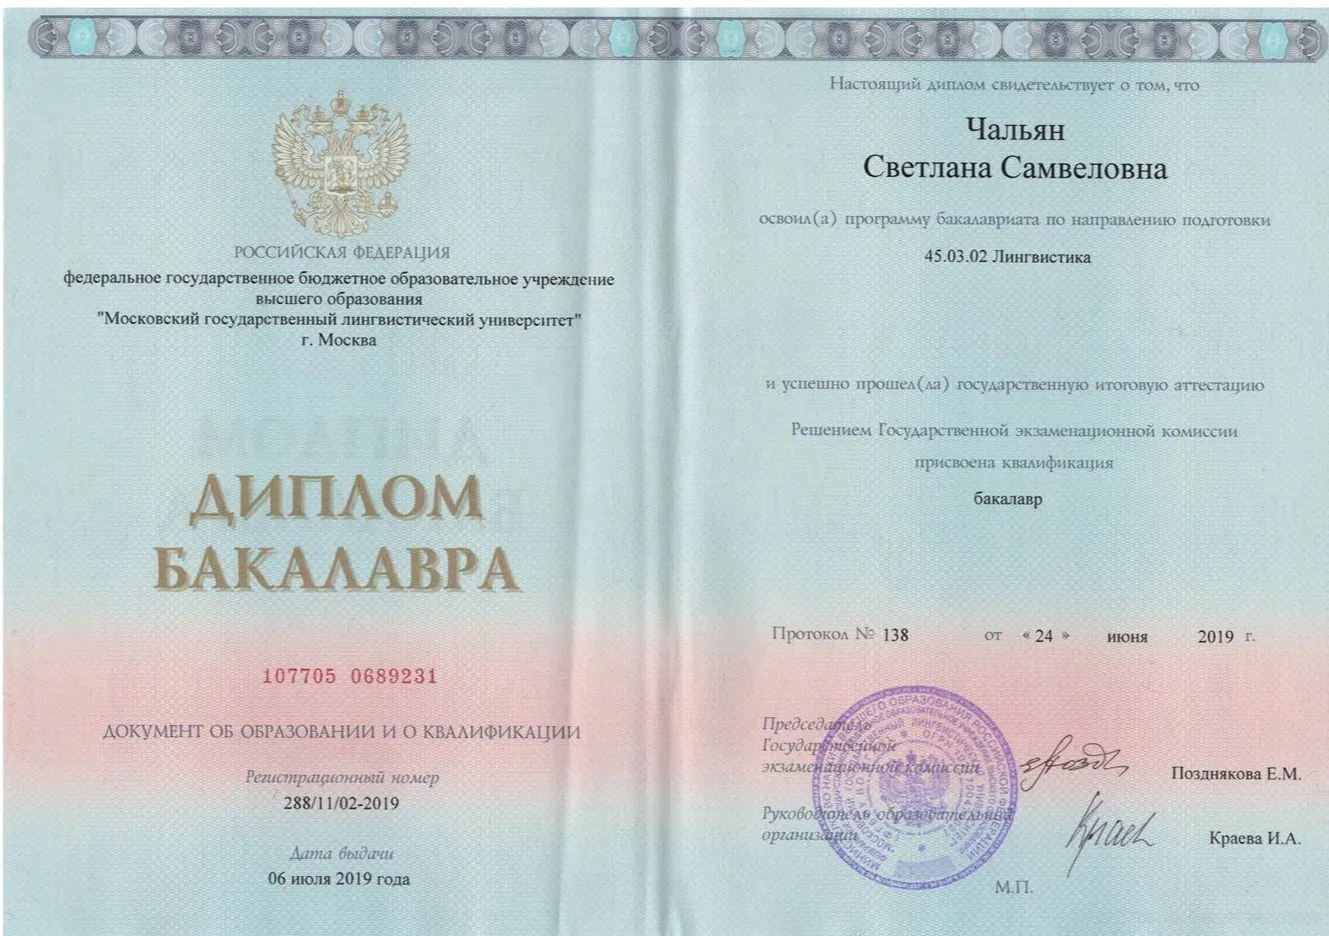 РОССИЙСКАЯ ФЕДЕРАЦИЯ
федеральное государственное бюджетное образовательное учреждение
высшего образования
"Московский государственный лингвистический университет"
г. Москва
ДИПЛОМ
БАКАЛАВРА
107705 0689231
ДОКУМЕНТ ОБ ОБРАЗОВАНИИ И О КВАЛИФИКАЦИИ
Регистрационный номер
288/11/02-2019
Дата выдачи
06 июля 2019 года
Настоящий диплом свидетельствует о том, что
Чальян
Светлана Самвеловна
освоил(а) программу бакалавриата по направлению подготовки
45.03.02 Лингвистика
и успешно прошел(ла) государственную итоговую аттестацию
Решением Государственной экзаменационной комиссии
присвоена квалификация
бакалавр
Протокол № 138 от « 24 » июня 2019 г.
Председатель
Государственной
экзаменационной комиссии
Позднякова Е.М.
Руководитель образовательной
организации
Краева И.А.
М.П.